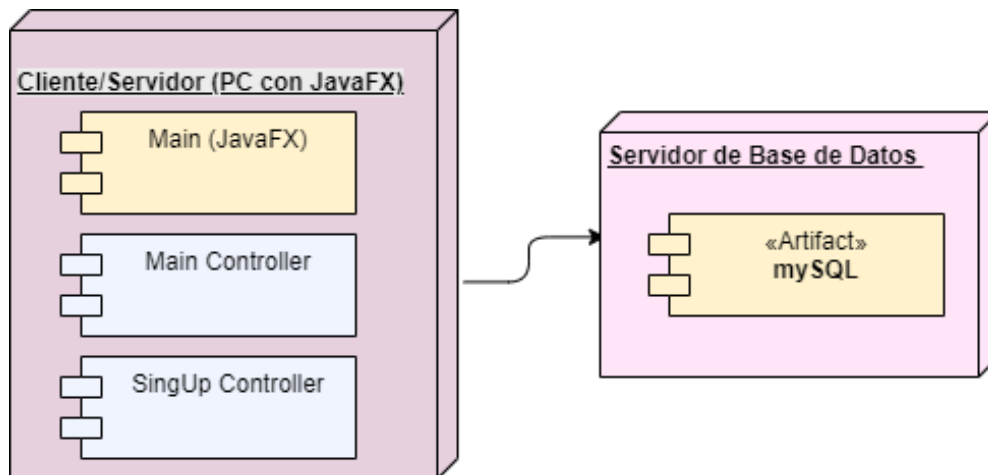 Cliente/Servidor (PC con JavaFX)
Main (JavaFX)
Main Controller
SingUp Controller
Servidor de Base de Datos
«Artifact»
mySQL